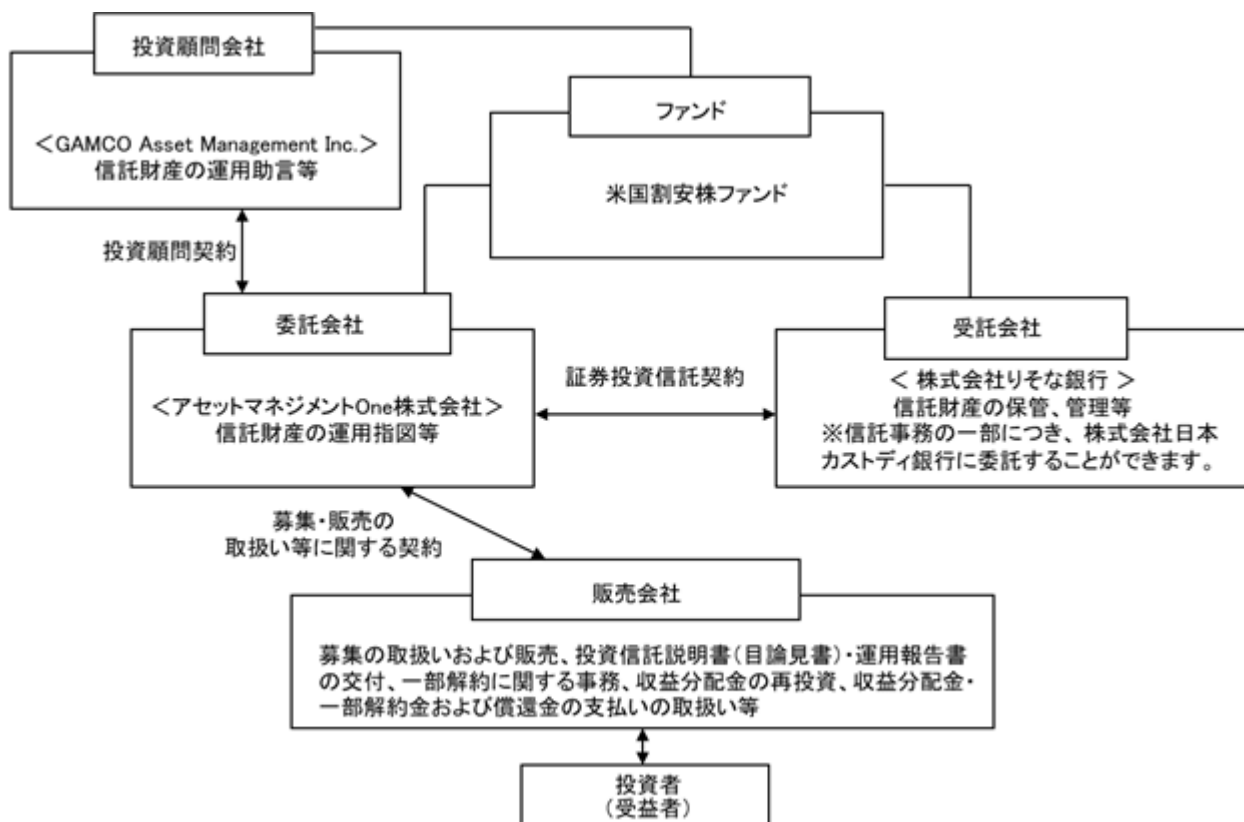 投資顧問会社
＜GAMCO Asset Management Inc.＞
信託財産の運用助言等
ファンド
米国割安株ファンド
投資顧問契約
委託会社
＜アセットマネジメントOne株式会社＞
信託財産の運用指図等
証券投資信託契約
受託会社
＜ 株式会社りそな銀行 ＞
信託財産の保管、管理等
※信託事務の一部につき、株式会社日本
カストディ銀行に委託することができます。
募集・販売の
取扱い等に関する契約
販売会社
募集の取扱いおよび販売、投資信託説明書（目論見書）・運用報告書
の交付、一部解約に関する事務、収益分配金の再投資、収益分配金・
一部解約金および償還金の支払いの取扱い等
投資者
（受益者）